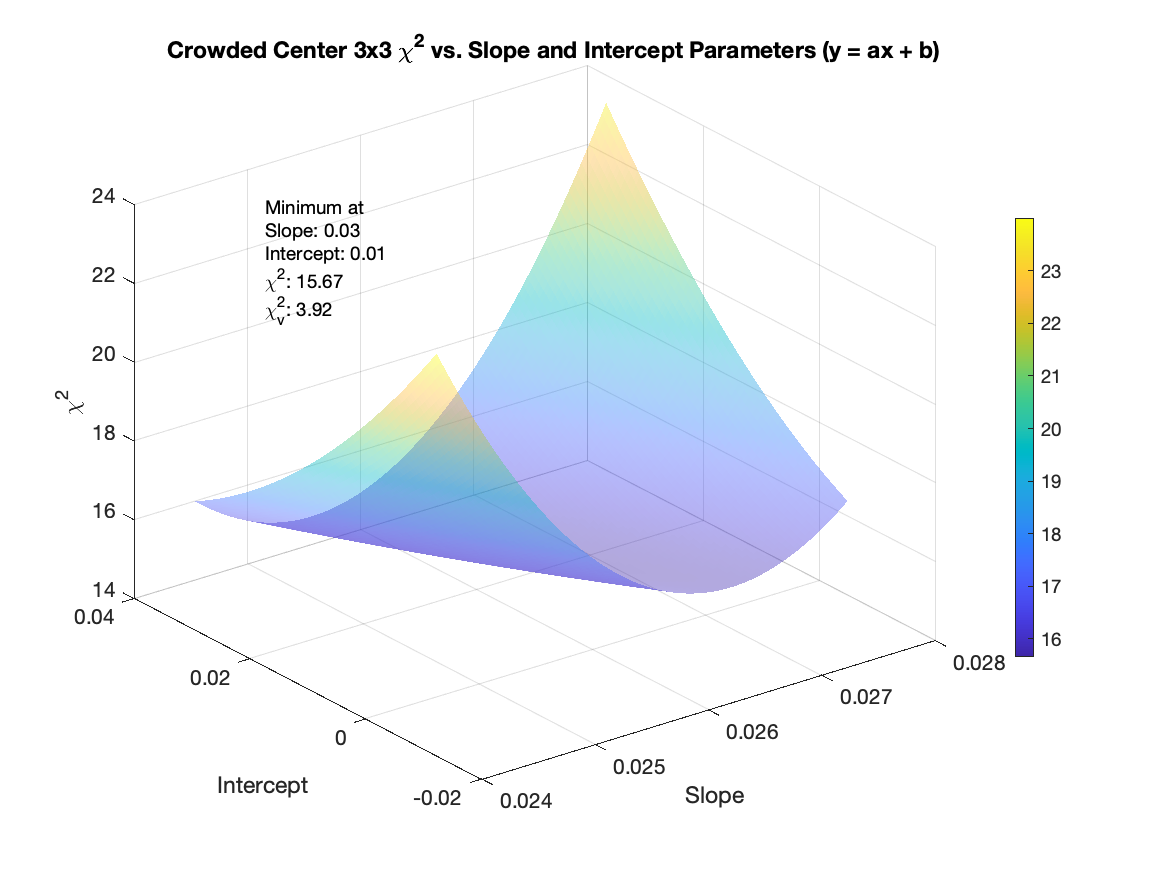 Crowded Center 3x3 χ² vs. Slope and Intercept Parameters (y = ax + b)
Minimum at
Slope: 0.03
Intercept: 0.01
χ²: 15.67
χ²ᵥ: 3.92
χ²
24
22
20
18
16
14
0.04
0.02
0
-0.02
Intercept
0.024
0.025
0.026
0.027
0.028
Slope
23
22
21
20
19
18
17
16